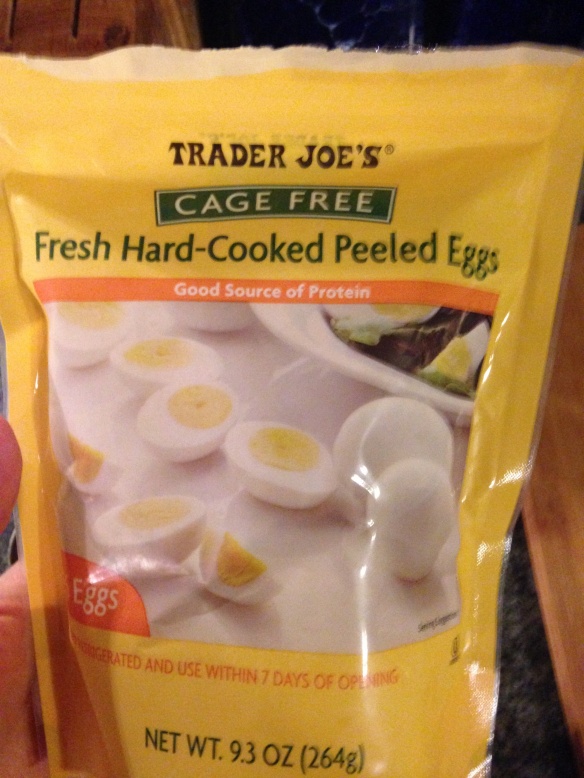 TRADER JOE'S®
CAGE FREE
Fresh Hard-Cooked Peeled Eggs
Good Source of Protein
Eggs
REFRIGERATED AND USE WITHIN 7 DAYS OF OPENING
NET WT. 9.3 OZ (264g)